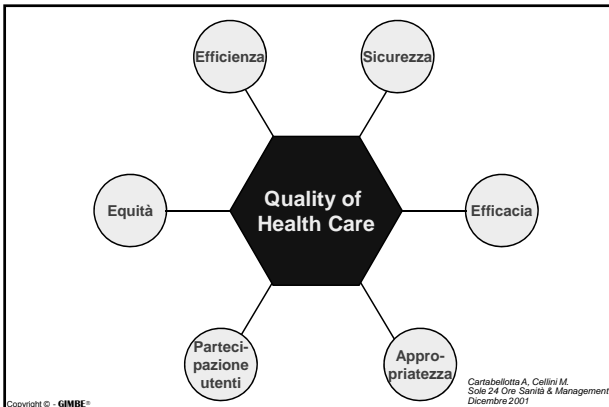 Efficienza
Sicurezza
Equità
Quality of
Health Care
Efficacia
Parteci-
pazione
utenti
Appro-
priatezza
Cartabellotta A, Cellini M.
Sole 24 Ore Sanità & Management
Dicembre 2001
Copyright © - GIMBE®